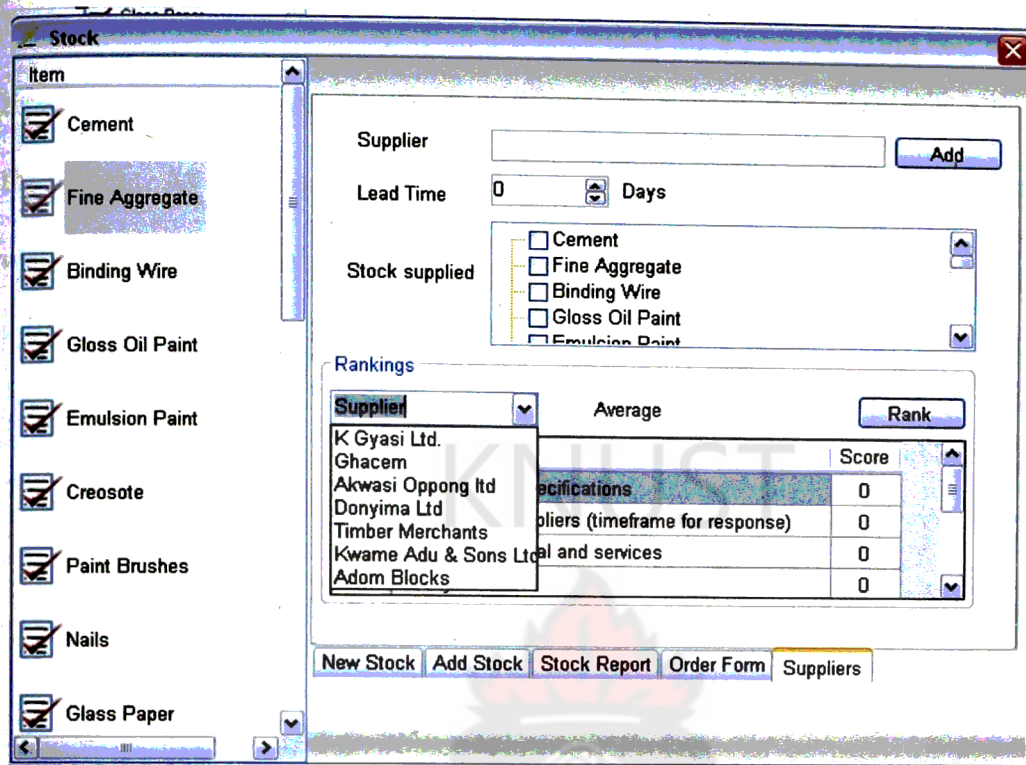 Stock
Item
Cement
Fine Aggregate
Binding Wire
Gloss Oil Paint
Emulsion Paint
Creosote
Paint Brushes
Nails
Glass Paper
Supplier
Add
Lead Time
0
Days
Stock supplied
Cement
Fine Aggregate
Binding Wire
Gloss Oil Paint
Emulsion Paint
Rankings
Supplier
Average
Rank
K Gyasi Ltd.
Ghacem
Akwasi Oppong ltd
Donyima Ltd
Timber Merchants
Kwame Adu & Sons Ltd
Adom Blocks
Score
ecifications 0
pliers (timeframe for response) 0
al and services 0
0
New Stock Add Stock Stock Report Order Form Suppliers
KNUST